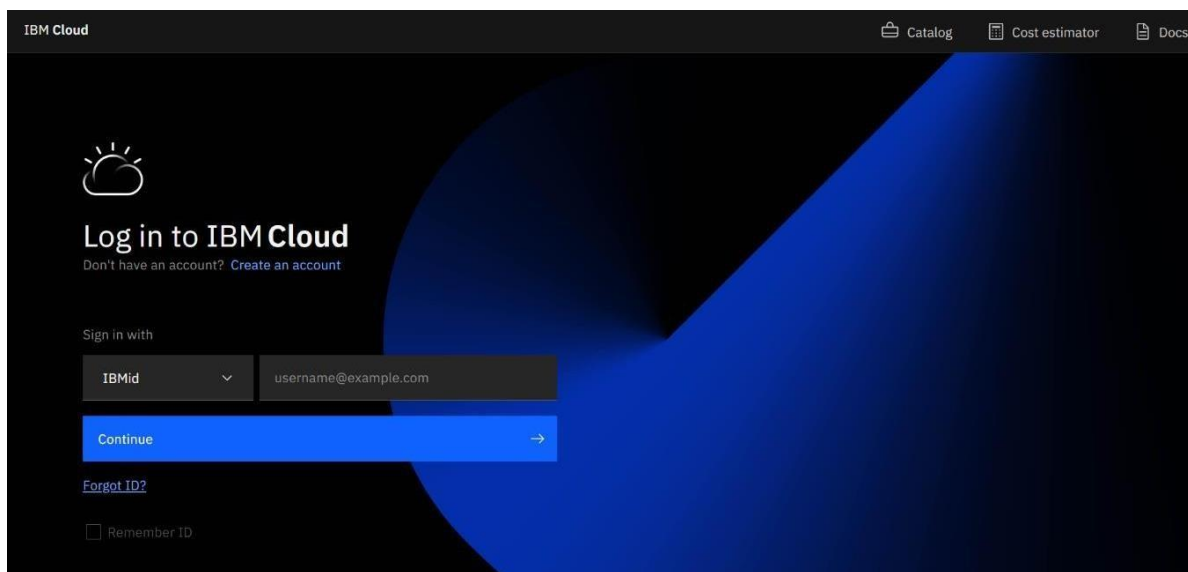 IBM Cloud
Catalog
Cost estimator
Docs
Log in to IBM Cloud
Don't have an account? Create an account
Sign in with
IBMid
username@example.com
Continue
Forgot ID?
Remember ID